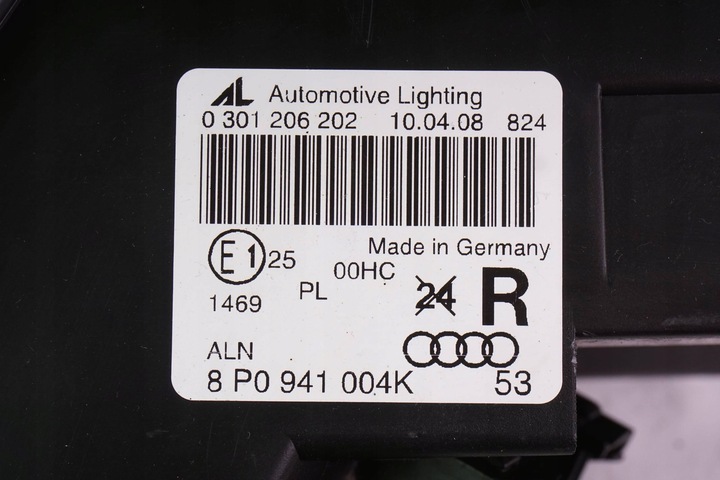 AL Automotive Lighting
0 301 206 202 10.04.08 824
Made in Germany
E1 25 00HC
PL 24 R
1469
ALN
8 P0 941 004K 53